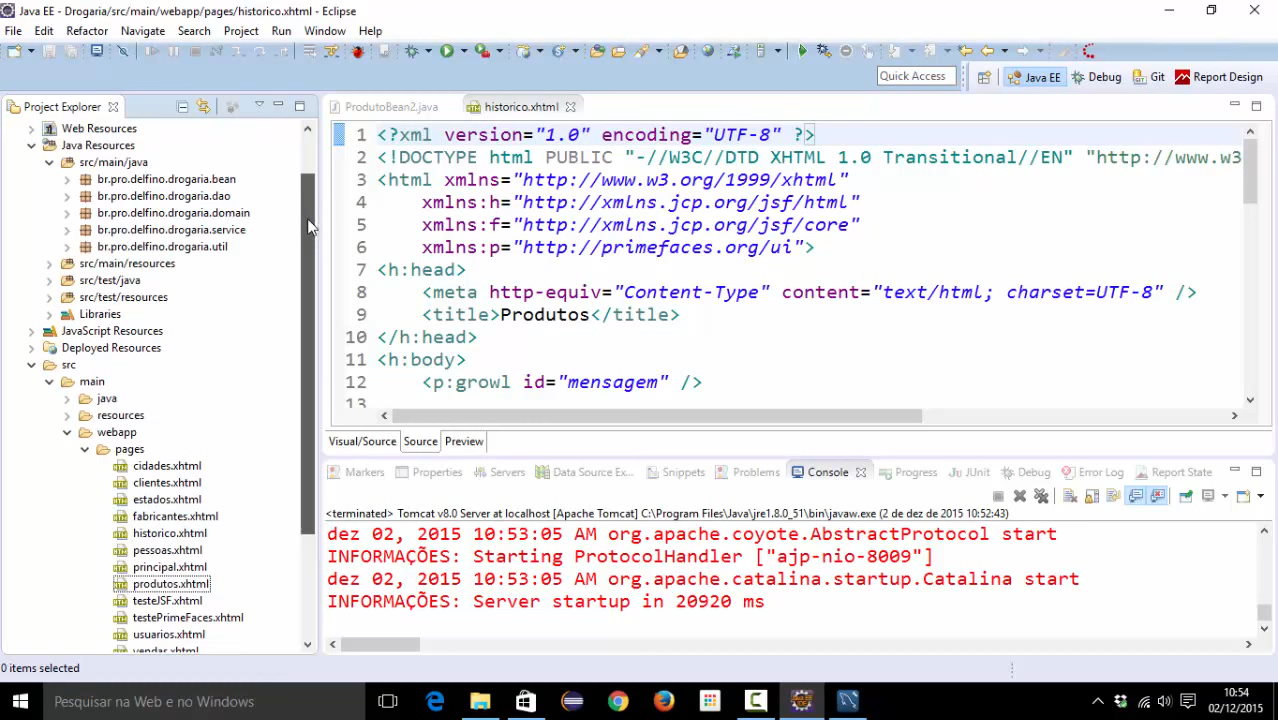 Java EE - Drogaria/src/main/webapp/pages/historico.xhtml - Eclipse
File Edit Refactor Navigate Search Project Run Window Help
Quick Access
Java EE Debug Git Report Design
Project Explorer
Web Resources
Java Resources
src/main/java
br.pro.delfino.drogaria.bean
br.pro.delfino.drogaria.dao
br.pro.delfino.drogaria.domain
br.pro.delfino.drogaria.service
br.pro.delfino.drogaria.util
src/main/resources
src/test/java
src/test/resources
Libraries
JavaScript Resources
Deployed Resources
src
main
java
resources
webapp
pages
cidades.xhtml
clientes.xhtml
estados.xhtml
fabricantes.xhtml
historico.xhtml
pessoas.xhtml
principal.xhtml
produtos.xhtml
testeJSF.xhtml
testePrimeFaces.xhtml
usuarios.xhtml
vendas.xhtml
ProdutoBean2.java historico.xhtml
1 <?xml version="1.0" encoding="UTF-8" ?>
2 <!DOCTYPE html PUBLIC "-//W3C//DTD XHTML 1.0 Transitional//EN" "http://www.w3
3 <html xmlns="http://www.w3.org/1999/xhtml"
4 xmlns:h="http://xmlns.jcp.org/jsf/html"
5 xmlns:f="http://xmlns.jcp.org/jsf/core"
6 xmlns:p="http://primefaces.org/ui">
7 <h:head>
8 <meta http-equiv="Content-Type" content="text/html; charset=UTF-8" />
9 <title>Produtos</title>
10 </h:head>
11 <h:body>
12 <p:growl id="mensagem" />
13
Visual/Source Source Preview
Markers Properties Servers Data Source Ex... Snippets Problems Console Progress JUnit Debug Error Log Report State
<terminated> Tomcat v8.0 Server at localhost [Apache Tomcat] C:\Program Files\Java\jre1.8.0_51\bin\javaw.exe (2 de dez de 2015 10:52:43)
dez 02, 2015 10:53:05 AM org.apache.coyote.AbstractProtocol start
INFORMAÇÕES: Starting ProtocolHandler ["ajp-nio-8009"]
dez 02, 2015 10:53:05 AM org.apache.catalina.startup.Catalina start
INFORMAÇÕES: Server startup in 20920 ms
0 items selected
Pesquisar na Web e no Windows
10:54
02/12/2015